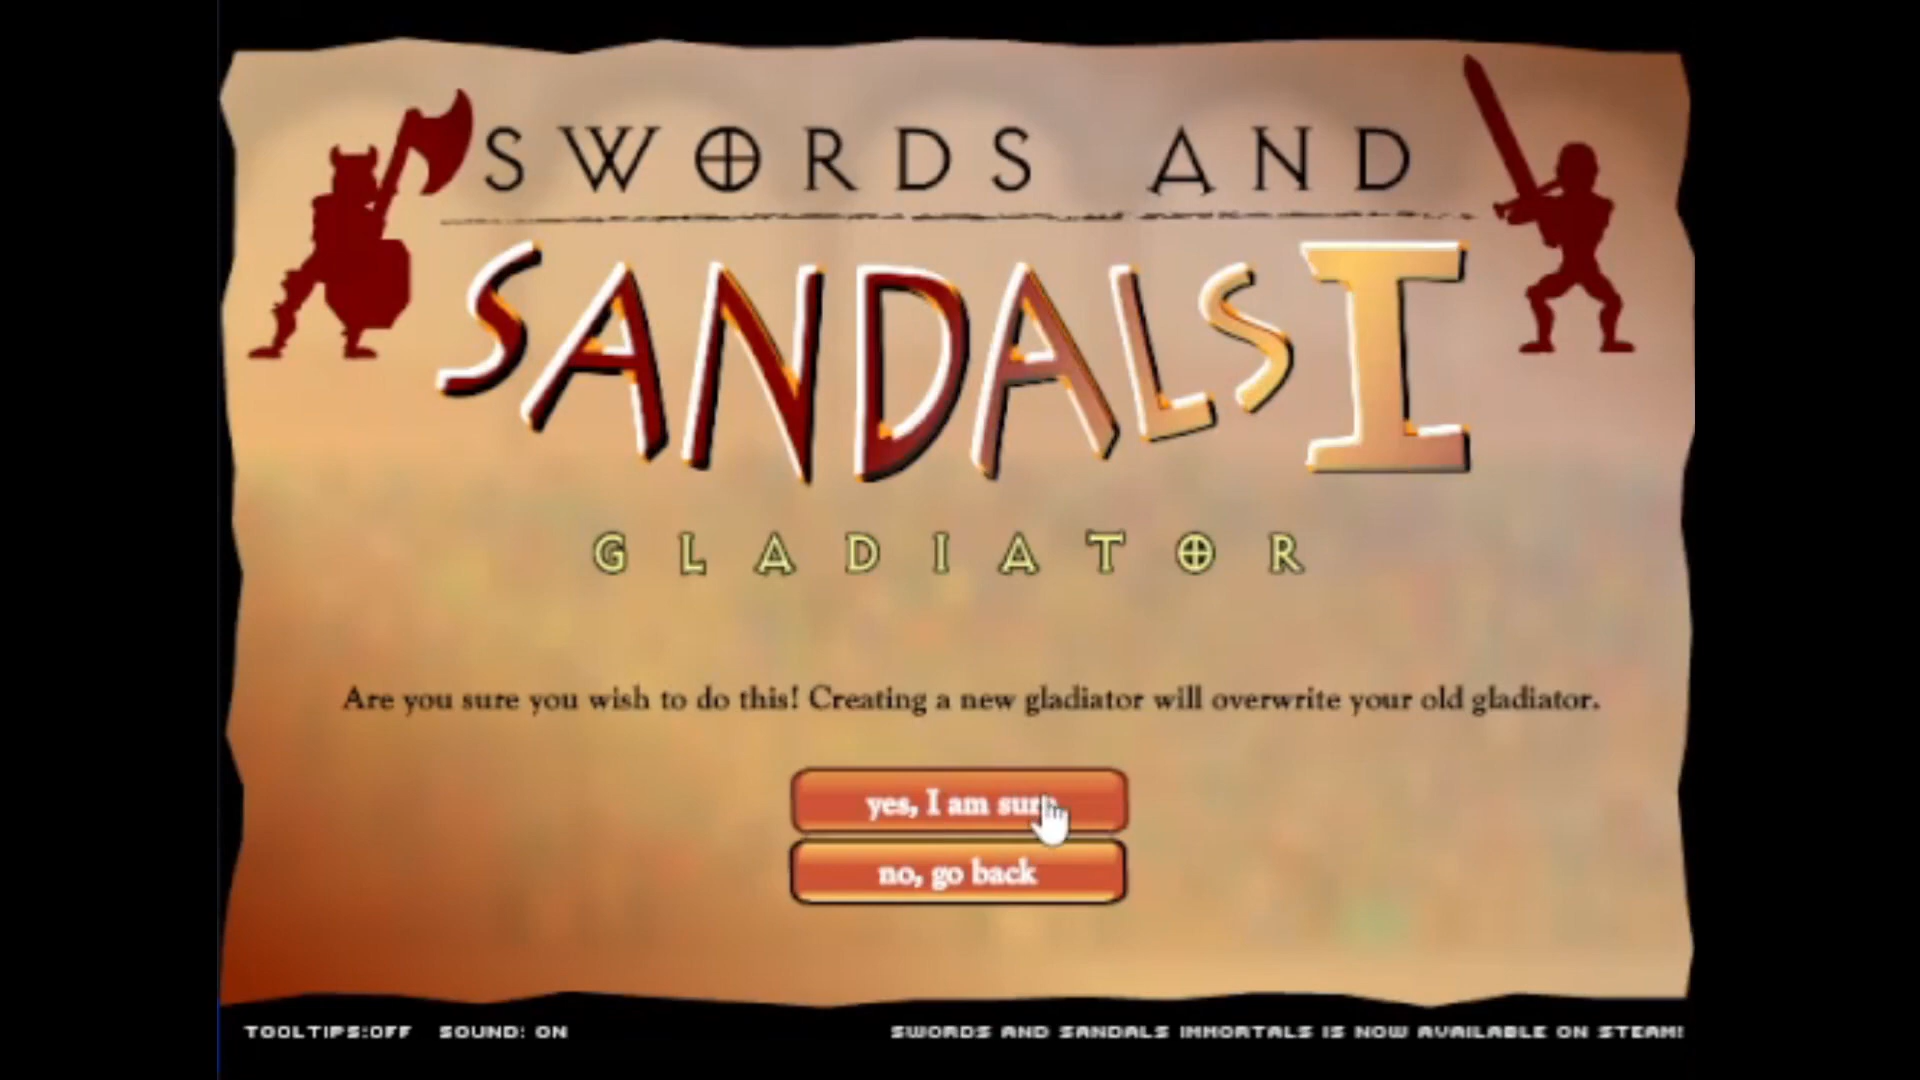 SWORDS AND
SANDALS I
GLADIATOR
Are you sure you wish to do this! Creating a new gladiator will overwrite your old gladiator.
yes, I am sure
no, go back
TOOLTIPS:OFF SOUND: ON SWORDS AND SANDALS IMMORTALS IS NOW AVAILABLE ON STEAM!